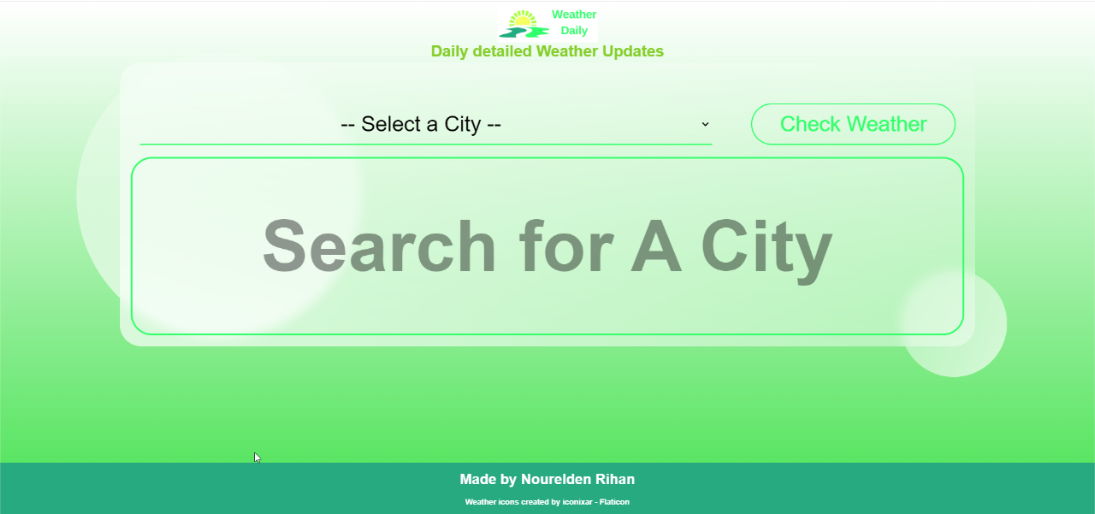 Weather
Daily
Daily detailed Weather Updates
-- Select a City --
Check Weather
Search for A City
Made by Nourelden Rihan
Weather icons created by iconixar - Flaticon